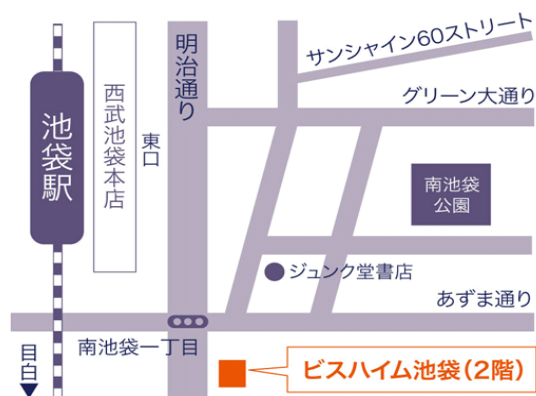 サンシャイン60ストリート
明治通り
グリーン大通り
池袋駅
西武池袋本店
東口
南池袋
公園
ジュンク堂書店
あずま通り
南池袋一丁目
目白
ビスハイム池袋(2階)